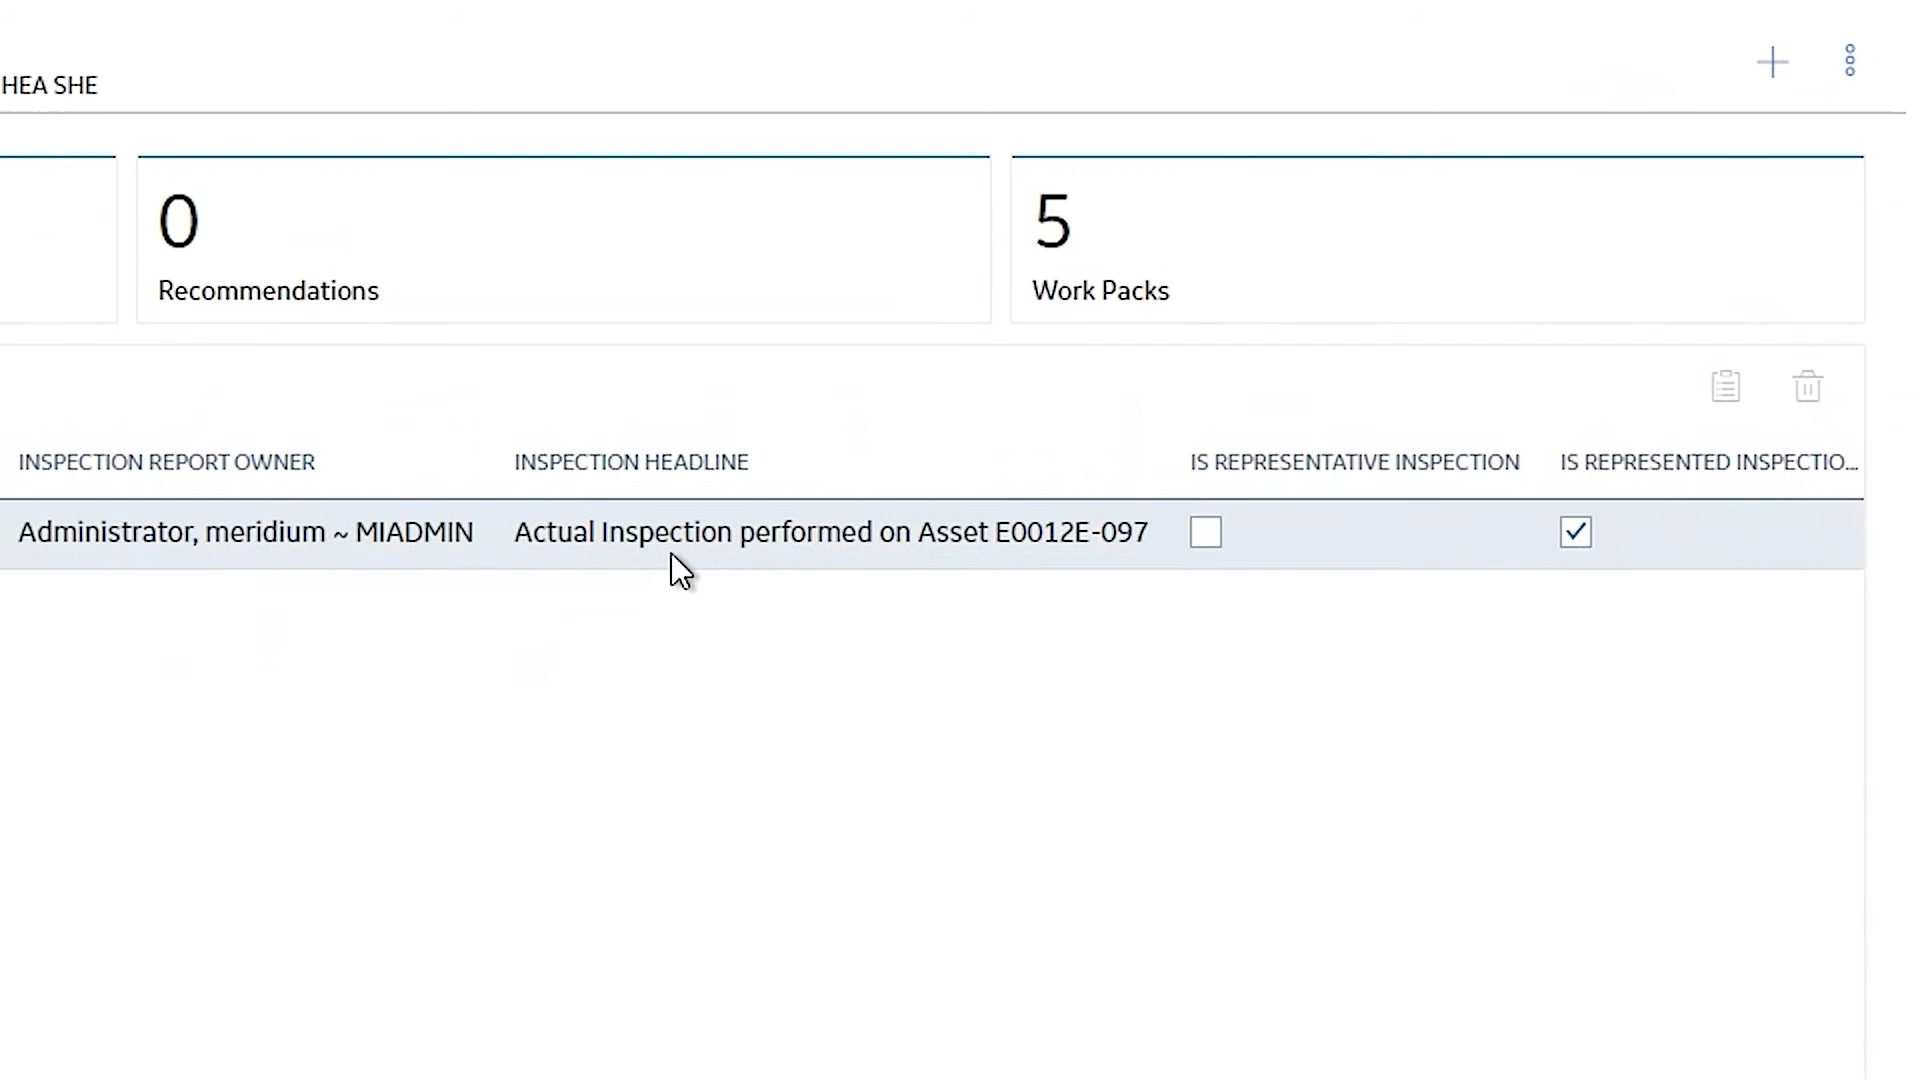 HEA SHE
0
Recommendations
5
Work Packs
INSPECTION REPORT OWNER
INSPECTION HEADLINE
IS REPRESENTATIVE INSPECTION
IS REPRESENTED INSPECTIO...
Administrator, meridium ~ MIADMIN
Actual Inspection performed on Asset E0012E-097